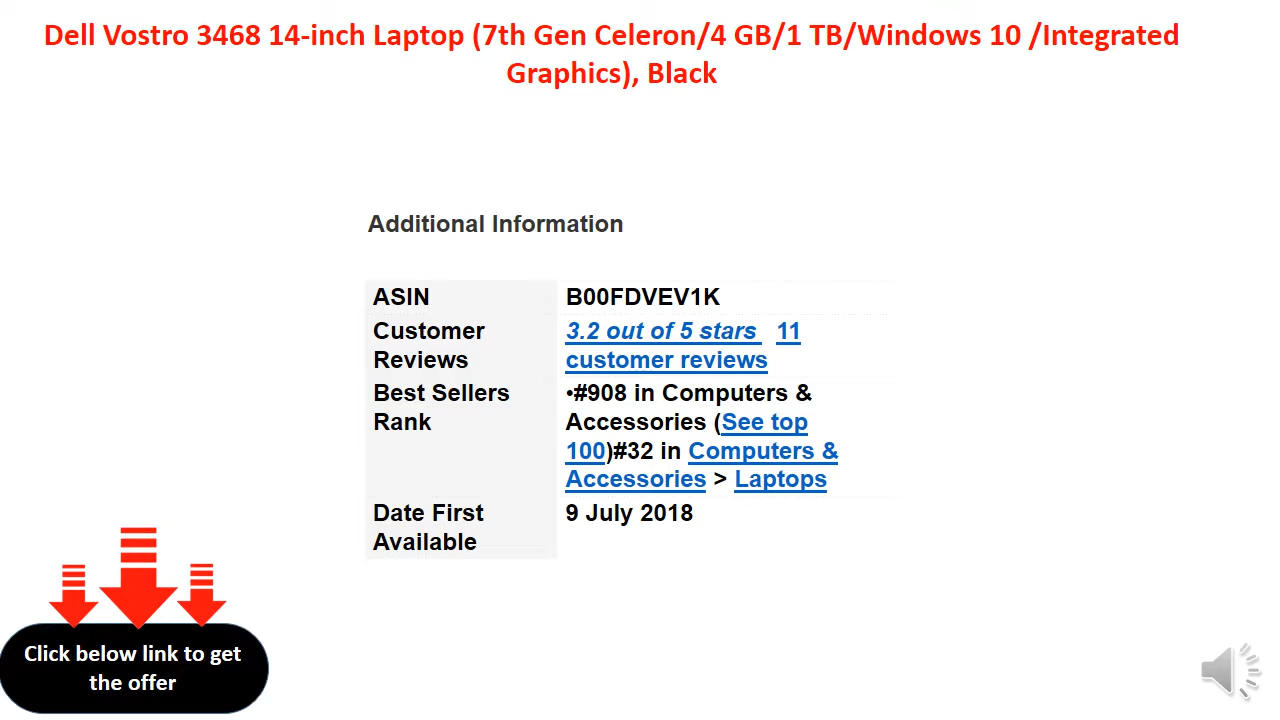 Dell Vostro 3468 14-inch Laptop (7th Gen Celeron/4 GB/1 TB/Windows 10 /Integrated
Graphics), Black
Additional Information
ASIN B00FDVEV1K
Customer 3.2 out of 5 stars 11
Reviews customer reviews
Best Sellers •#908 in Computers &
Rank Accessories (See top
100)#32 in Computers &
Accessories > Laptops
Date First 9 July 2018
Available
Click below link to get
the offer